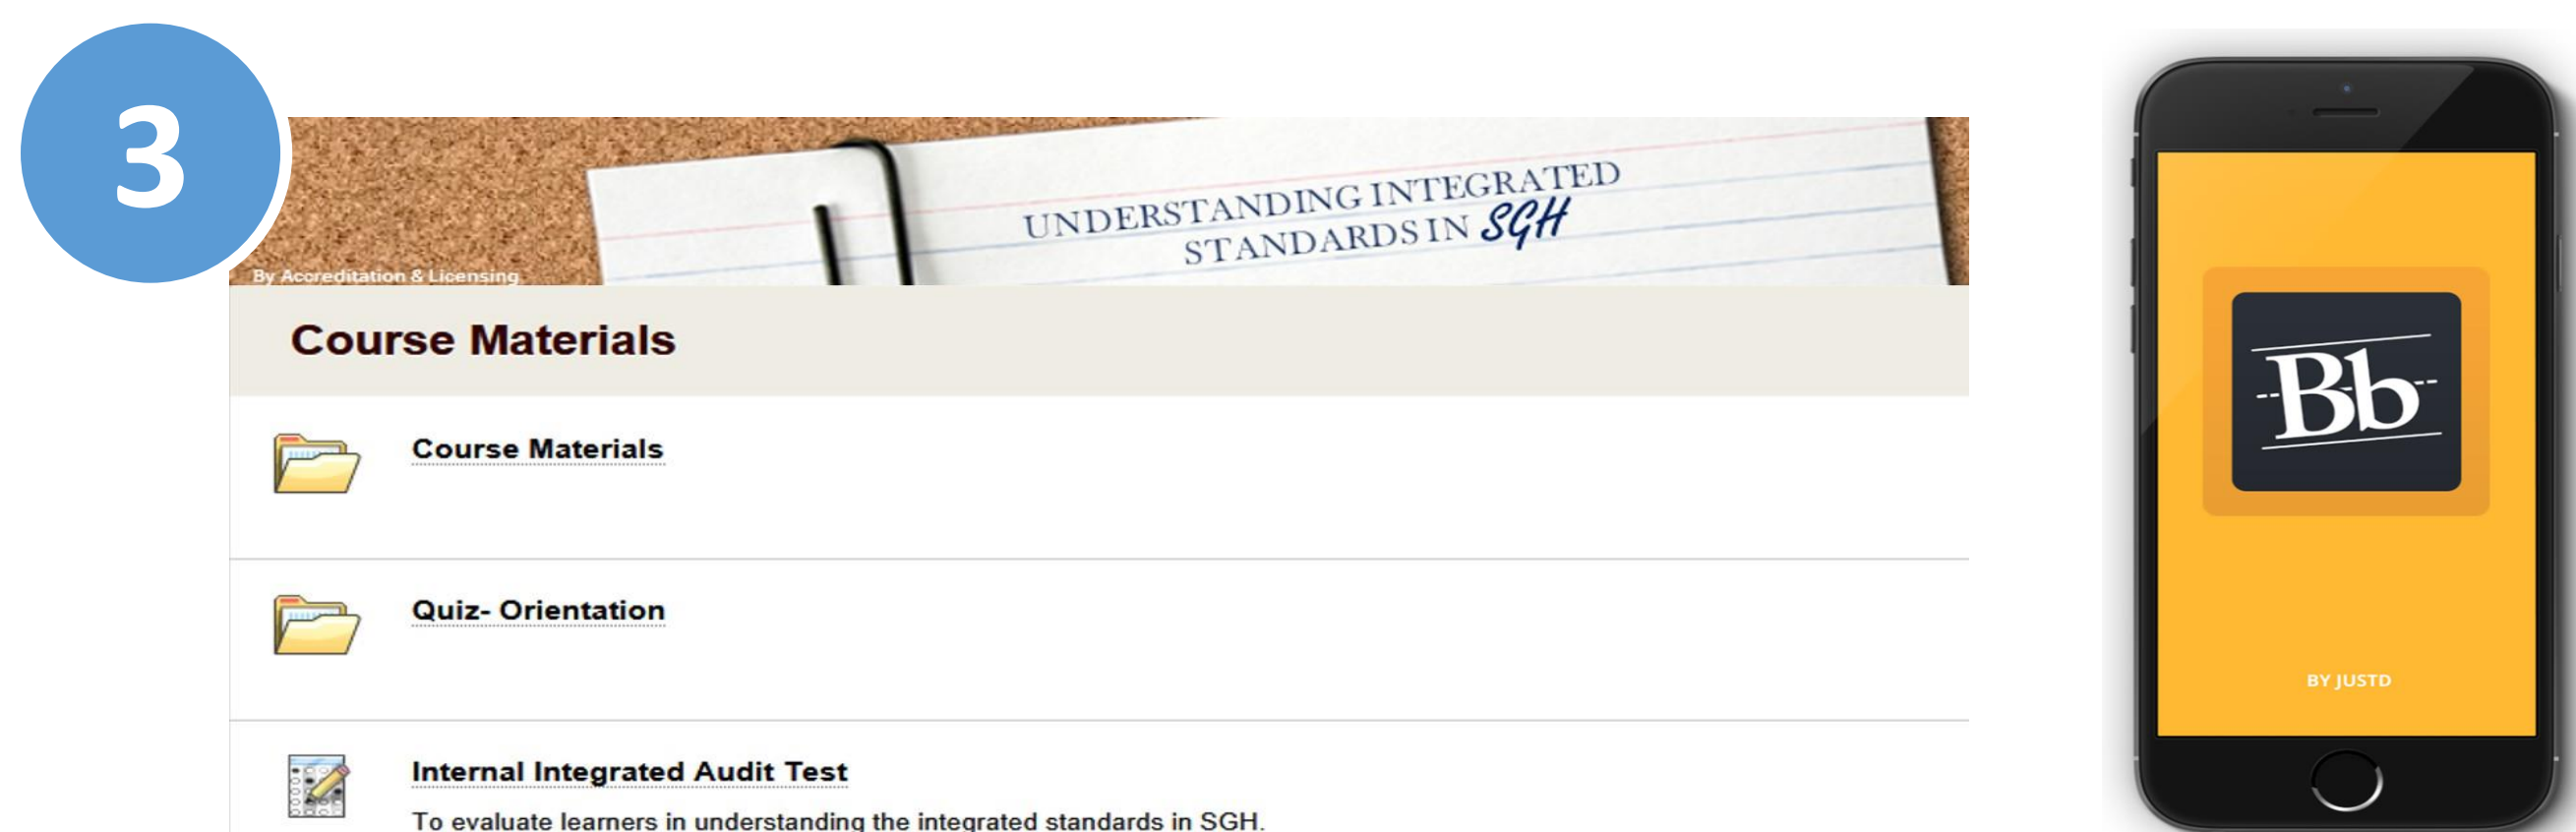 3
UNDERSTANDING INTEGRATED
STANDARDS IN SGH
By Accreditation & Licensing
Course Materials
Course Materials
Quiz- Orientation
Internal Integrated Audit Test
To evaluate learners in understanding the integrated standards in SGH.
Bb
BY JUSTD